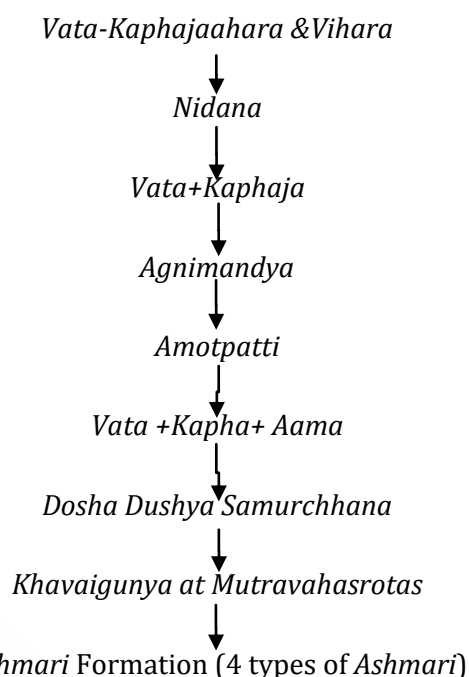 Vata-Kaphajaahara &Vihara
Nidana
Vata+Kaphaja
Agnimandya
Amotpatti
Vata +Kapha+ Aama
Dosha Dushya Samurchhana
Khavaigunya at Mutravahasrotas
hmari Formation (4 types of Ashmari)